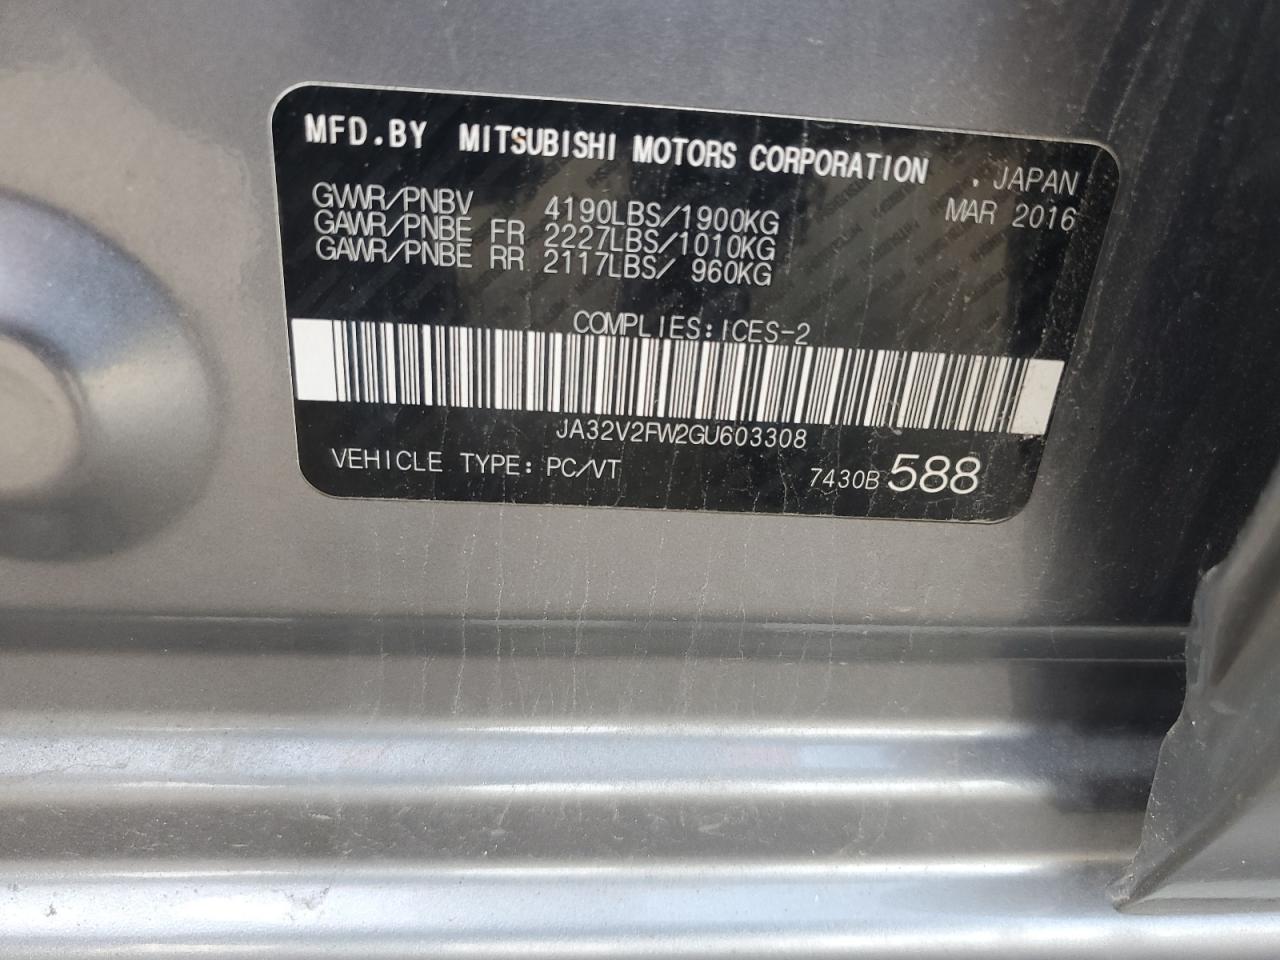 MFD.BY MITSUBISHI MOTORS CORPORATION . JAPAN
MAR 2016
GVWR/PNBV 4190LBS/1900KG
GAWR/PNBE FR 2227LBS/1010KG
GAWR/PNBE RR 2117LBS/ 960KG
COMPLIES:ICES-2
JA32V2FW2GU603308
VEHICLE TYPE: PC/VT 7430B 588